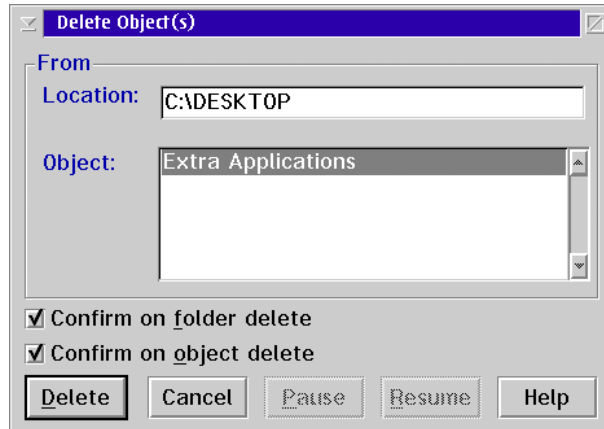 Delete Object(s)
From
Location: C:\DESKTOP
Object: Extra Applications
Confirm on folder delete
Confirm on object delete
Delete Cancel Pause Resume Help